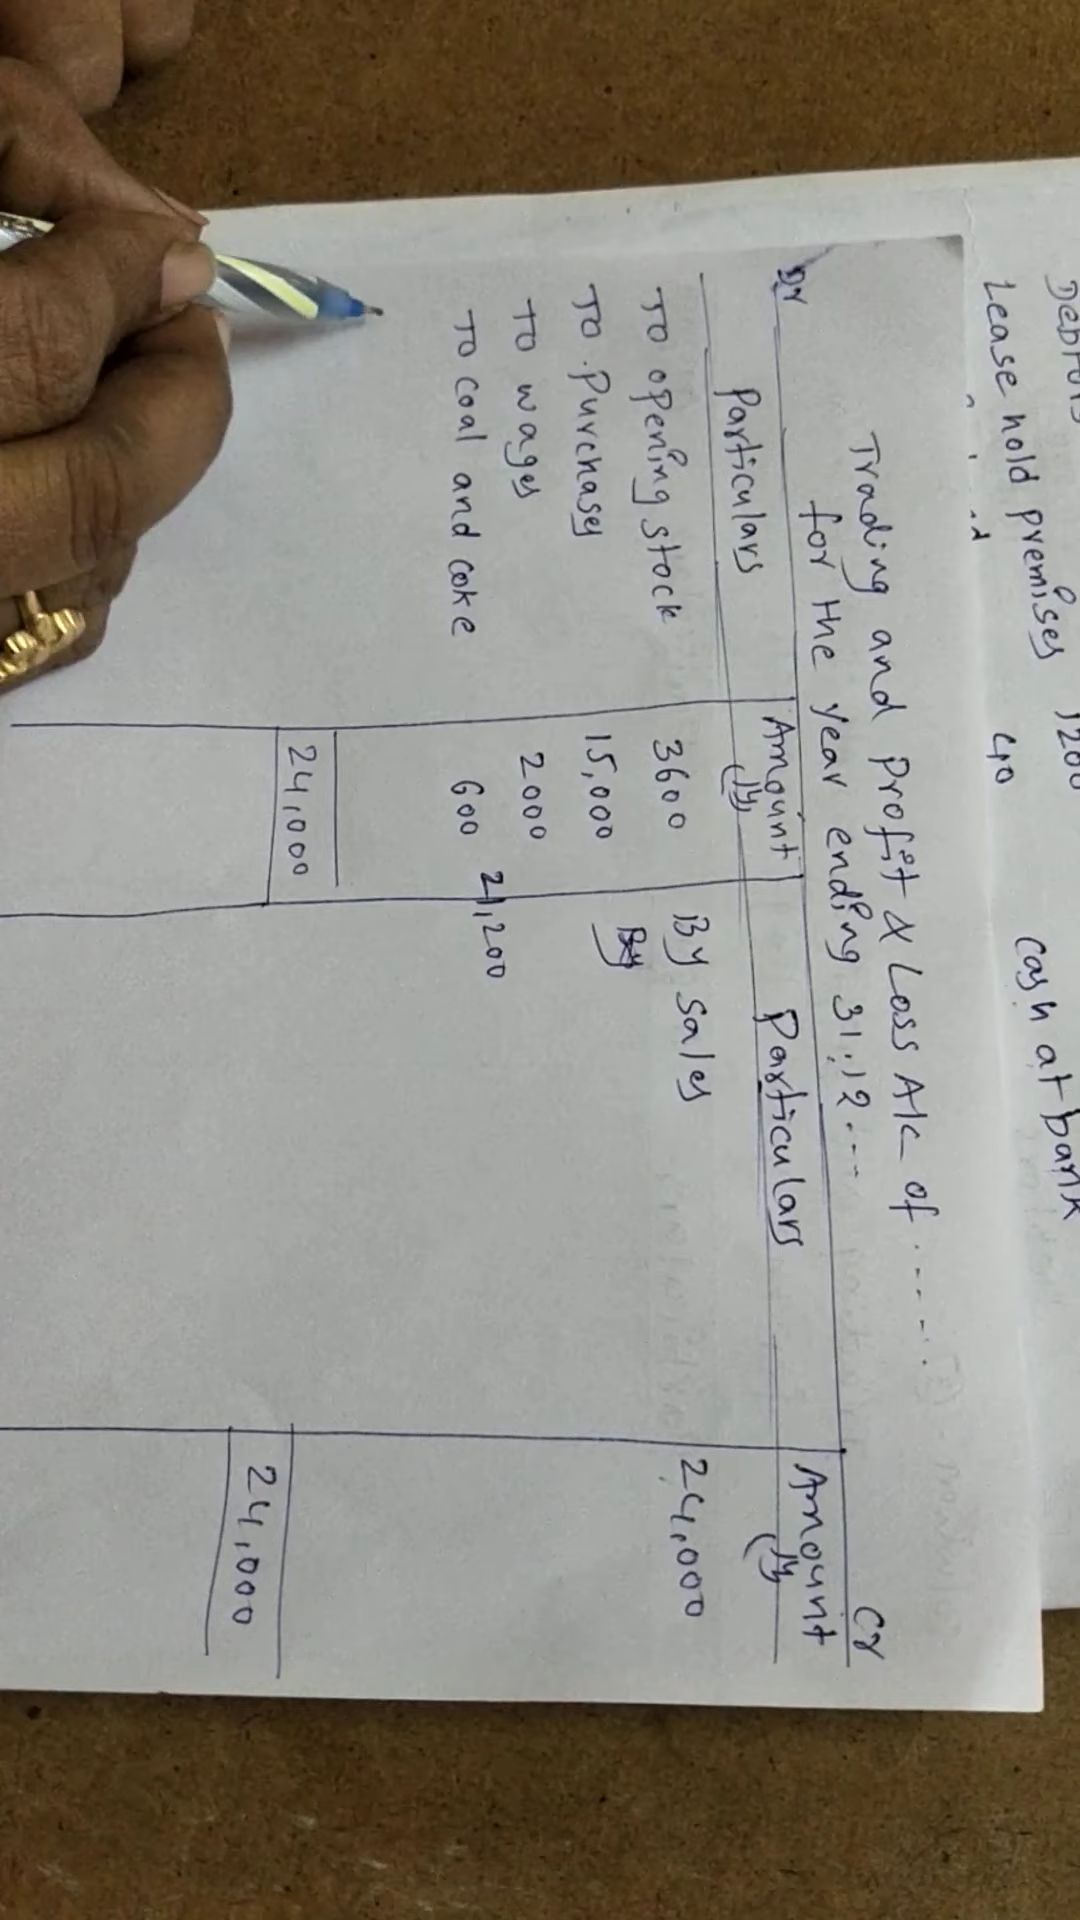 Debtors 1200 cash at bank
Lease hold premises 40
Trading and Profit & Loss A/c of ......
for the year ending 31.12...
Dr Cr
Particulars Amount Particulars Amount
TO opening stock 3600 By sales 24,000
TO purchases 15,000 By
TO wages 2000
TO coal and coke 600 21,200
24,000 24,000